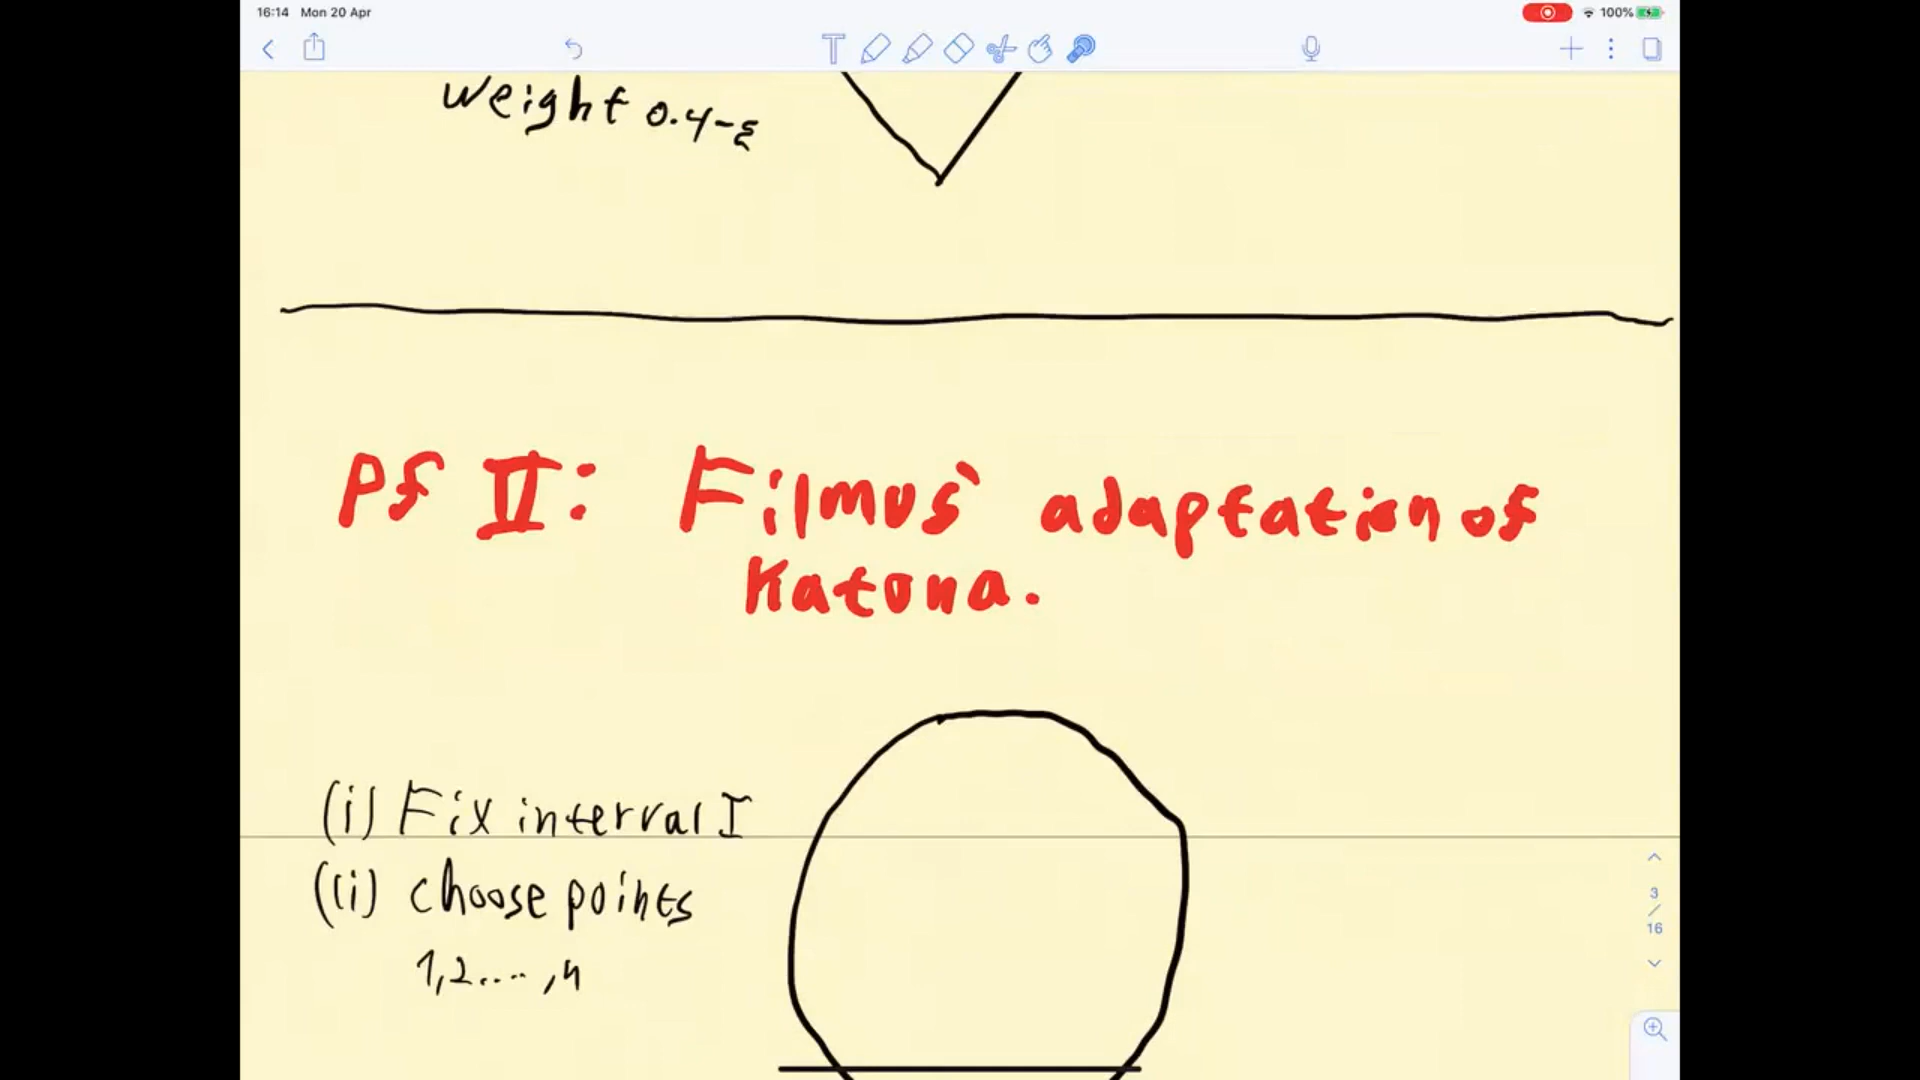 16:14 Mon 20 Apr
100%
T
Weight 0.4-ε
Pf II: Filmus' adaptation of
Katona.
(i) Fix interval I
(ii) choose points
1,2....,n
3
/
16